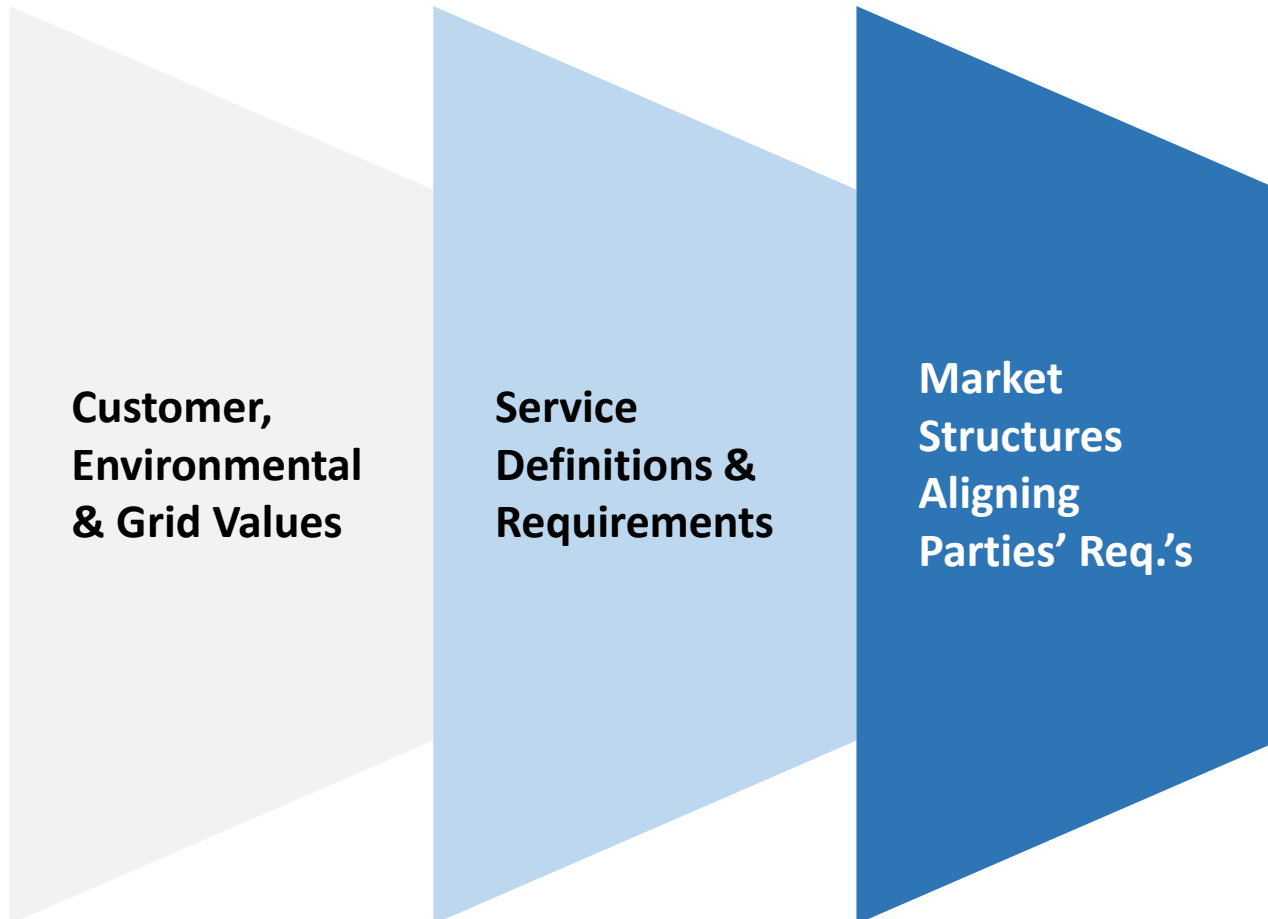 Customer,
Environmental
& Grid Values
Service
Definitions &
Requirements
Market
Structures
Aligning
Parties’ Req.’s